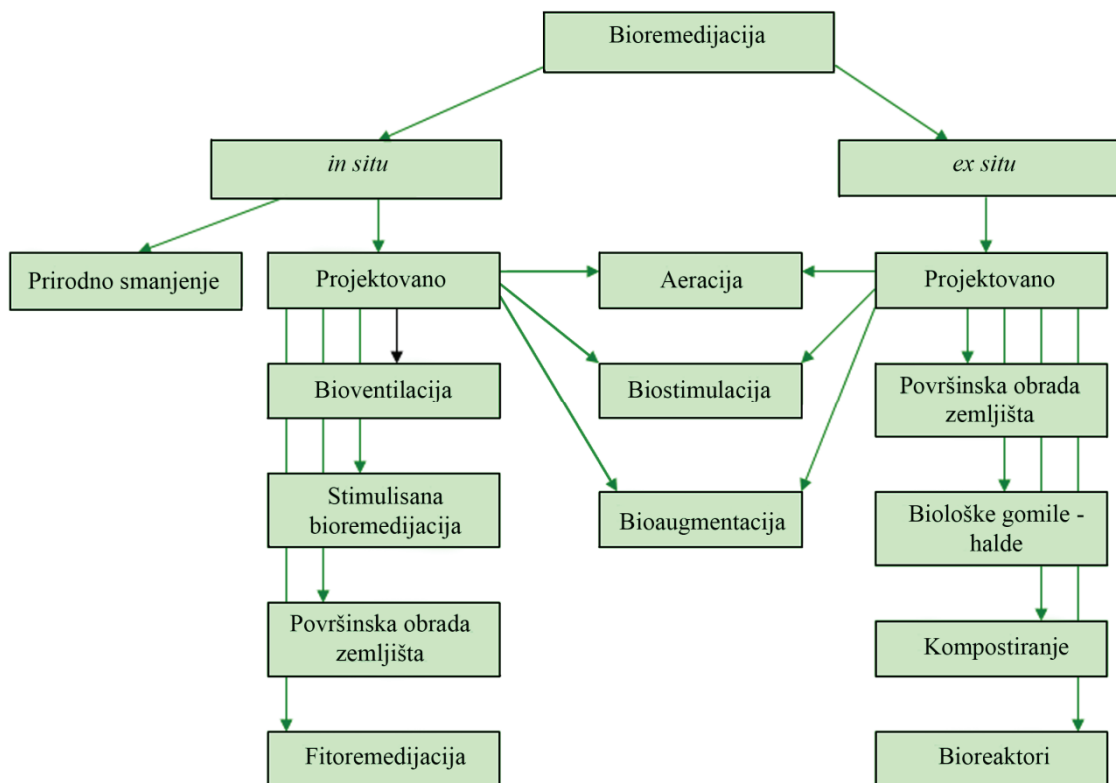 Bioremedijacija
in situ
ex situ
Prirodno smanjenje
Projektovano
Aeracija
Projektovano
Bioventilacija
Biostimulacija
Površinska obrada
zemljišta
Stimulisana
bioremedijacija
Bioaugmentacija
Biološke gomile -
halde
Površinska obrada
zemljišta
Kompostiranje
Fitoremedijacija
Bioreaktori